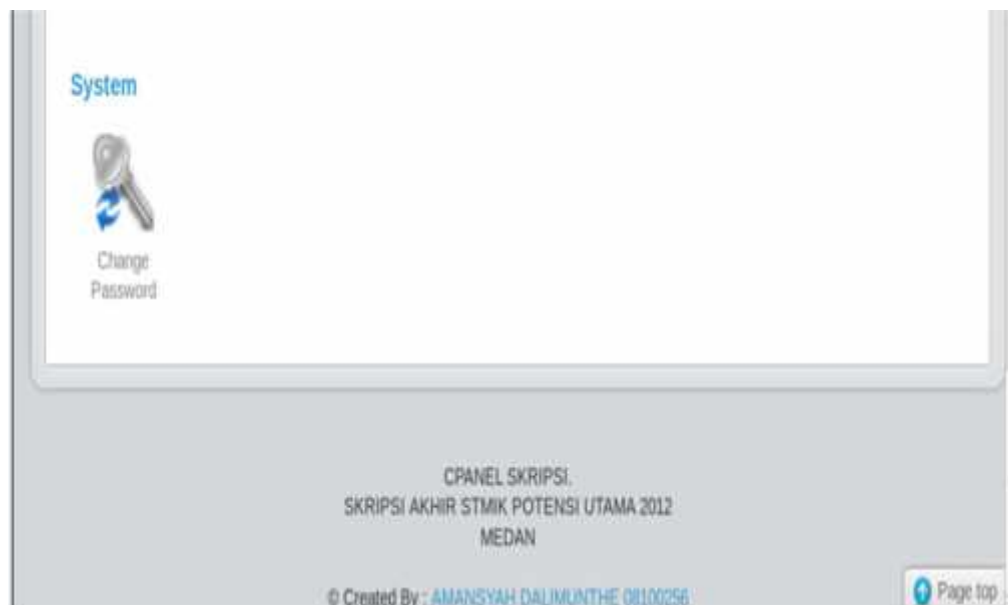 System
Change
Password
CPANEL SKRIPSI.
SKRIPSI AKHIR STMIK POTENSI UTAMA 2012
MEDAN
© Created By : AMANSYAH DALIMUNTHE 08100256
Page top